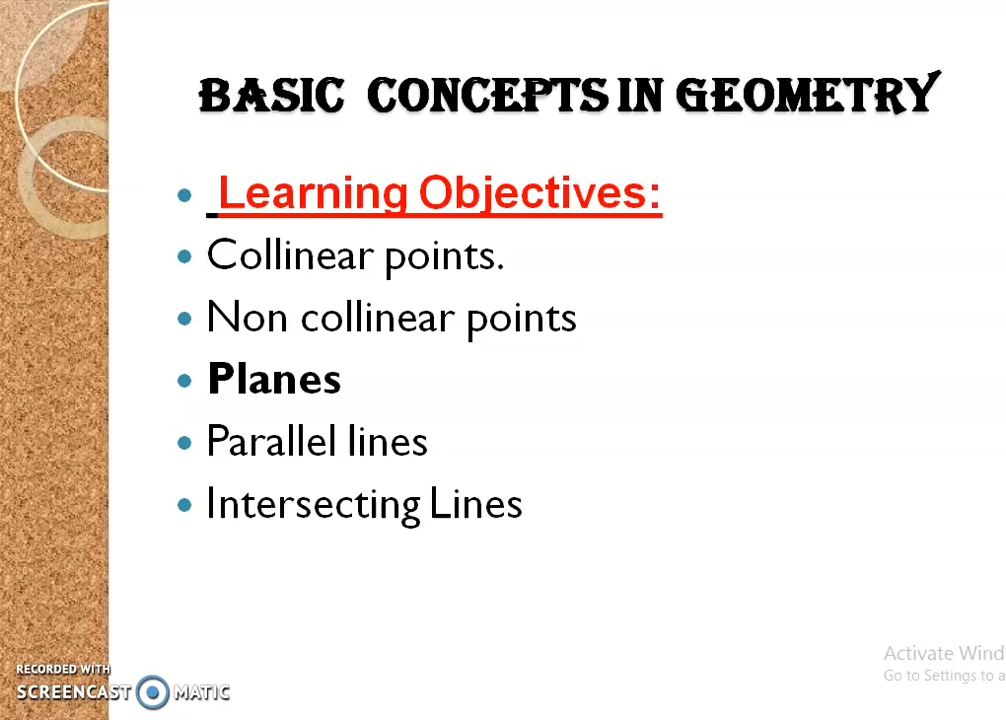 BASIC CONCEPTS IN GEOMETRY
Learning Objectives:
Collinear points.
Non collinear points
Planes
Parallel lines
Intersecting Lines
RECORDED WITH
SCREENCAST MATIC
Activate Wind
Go to Settings to a